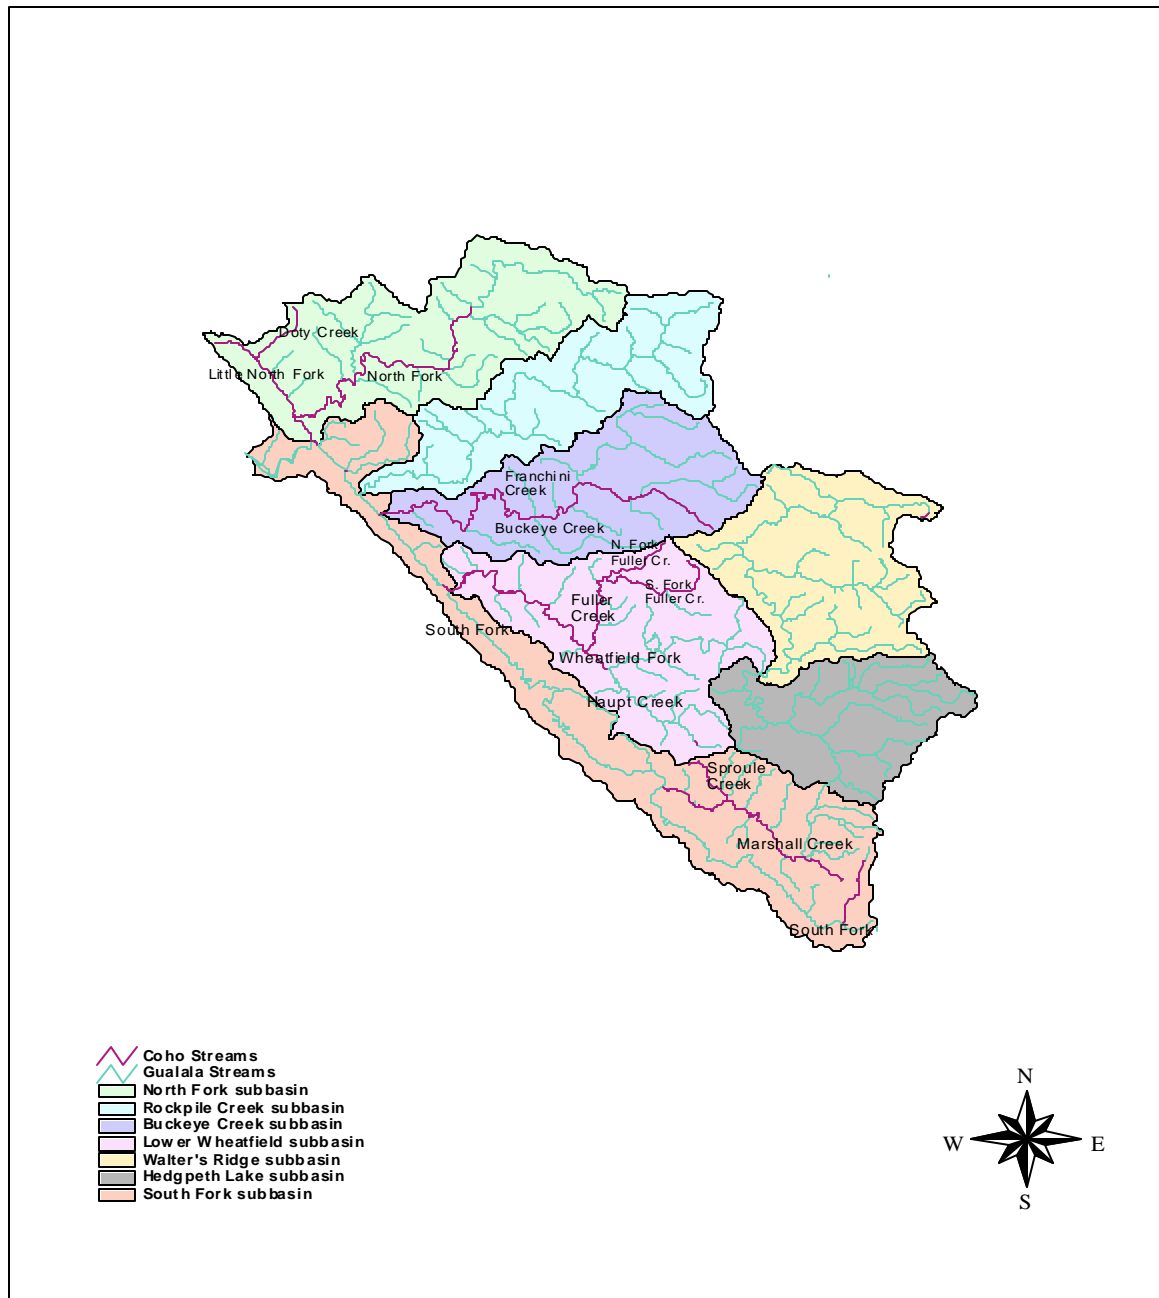 Doty Creek
Little North Fork
North Fork
Franchini
Creek
Buckeye Creek
N. Fork
Fuller Cr.
S. Fork
Fuller Cr.
Fuller
Creek
South Fork
Wheatfield Fork
Haupt Creek
Sproule
Creek
Marshall Creek
South Fork
Coho Streams
Gualala Streams
North Fork subbasin
Rockpile Creek subbasin
Buckeye Creek subbasin
Lower Wheatfield subbasin
Walter's Ridge subbasin
Hedgpeth Lake subbasin
South Fork subbasin
N
W
E
S